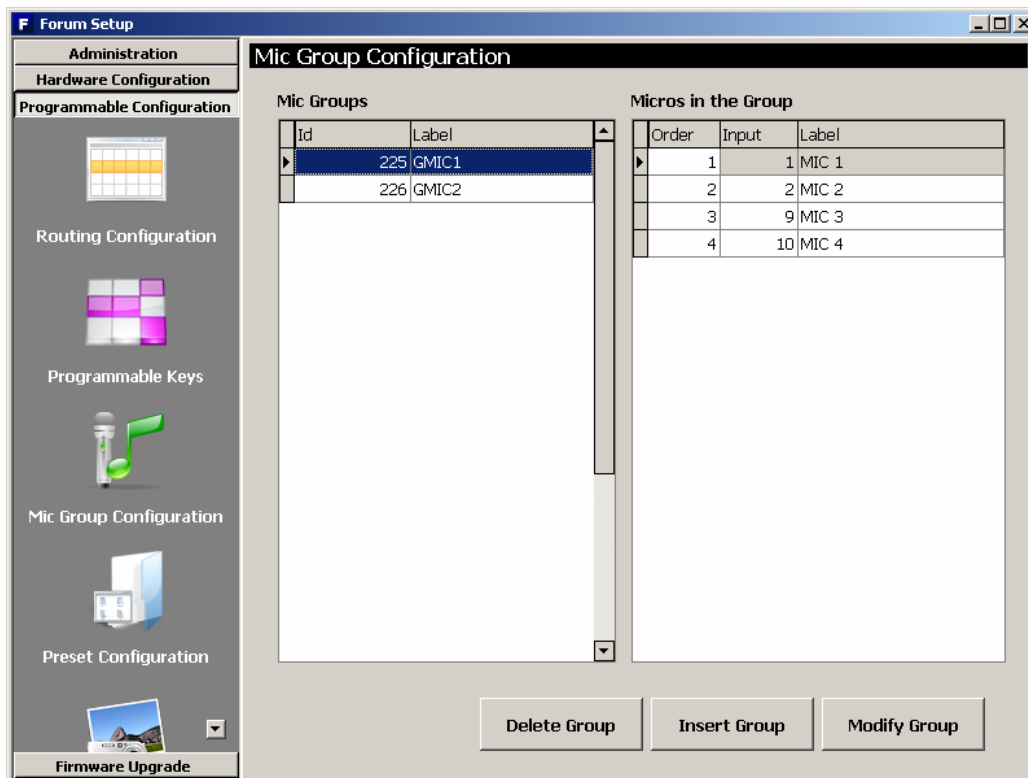 F Forum Setup
Administration
Hardware Configuration
Programmable Configuration
Routing Configuration
Programmable Keys
Mic Group Configuration
Preset Configuration
Firmware Upgrade
Mic Group Configuration
Mic Groups
Id Label
225 GMIC1
226 GMIC2
Micros in the Group
Order Input Label
1 1 MIC 1
2 2 MIC 2
3 9 MIC 3
4 10 MIC 4
Delete Group Insert Group Modify Group